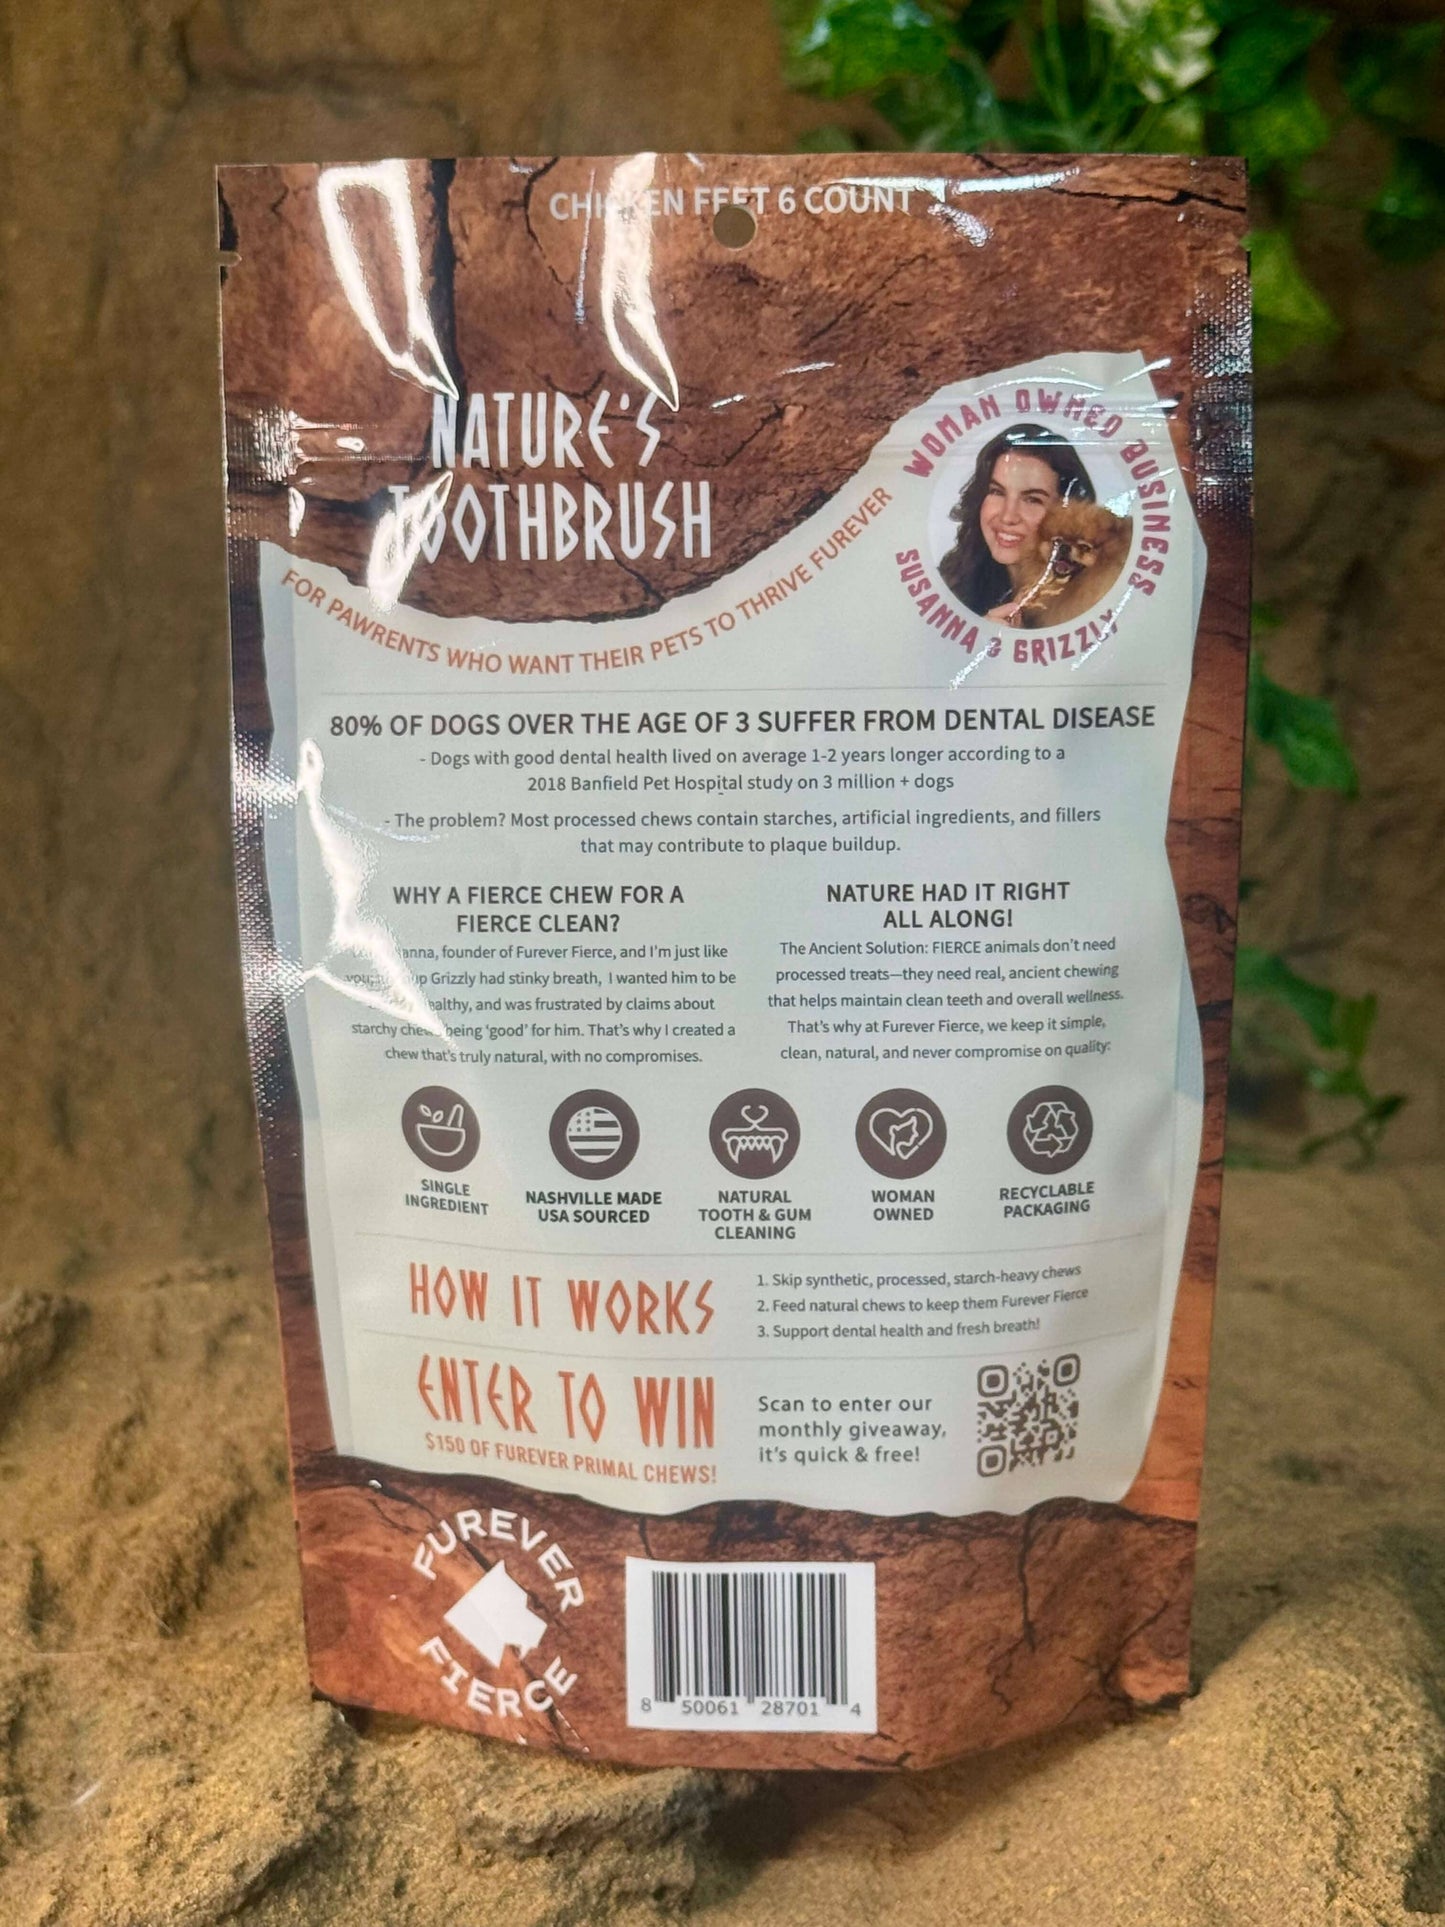 CHICKEN FEET 6 COUNT
NATURE'S
TOOTHBRUSH
FOR PAWRENTS WHO WANT THEIR PETS TO THRIVE FUREVER
WOMAN OWNED BUSINESS
SUSANNA & GRIZZLY
80% OF DOGS OVER THE AGE OF 3 SUFFER FROM DENTAL DISEASE
- Dogs with good dental health lived on average 1-2 years longer according to a
2018 Banfield Pet Hospital study on 3 million + dogs
- The problem? Most processed chews contain starches, artificial ingredients, and fillers
that may contribute to plaque buildup.
WHY A FIERCE CHEW FOR A
FIERCE CLEAN?
founder of Furever Fierce, and I'm just like
Grizzly had stinky breath, I wanted him to be
and was frustrated by claims about
starchy chews being 'good' for him. That's why I created a
chew that's truly natural, with no compromises.
NATURE HAD IT RIGHT
ALL ALONG!
The Ancient Solution: FIERCE animals don't need
processed treats—they need real, ancient chewing
that helps maintain clean teeth and overall wellness.
That's why at Furever Fierce, we keep it simple,
clean, natural, and never compromise on quality.
SINGLE
INGREDIENT
NASHVILLE MADE
USA SOURCED
NATURAL
TOOTH & GUM
CLEANING
WOMAN
OWNED
RECYCLABLE
PACKAGING
HOW IT WORKS
1. Skip synthetic, processed, starch-heavy chews
2. Feed natural chews to keep them Furever Fierce
3. Support dental health and fresh breath!
ENTER TO WIN
$150 OF FUREVER PRIMAL CHEWS!
Scan to enter our
monthly giveaway,
it's quick & free!
FUREVER
FIERCE
8 50061 28701 4